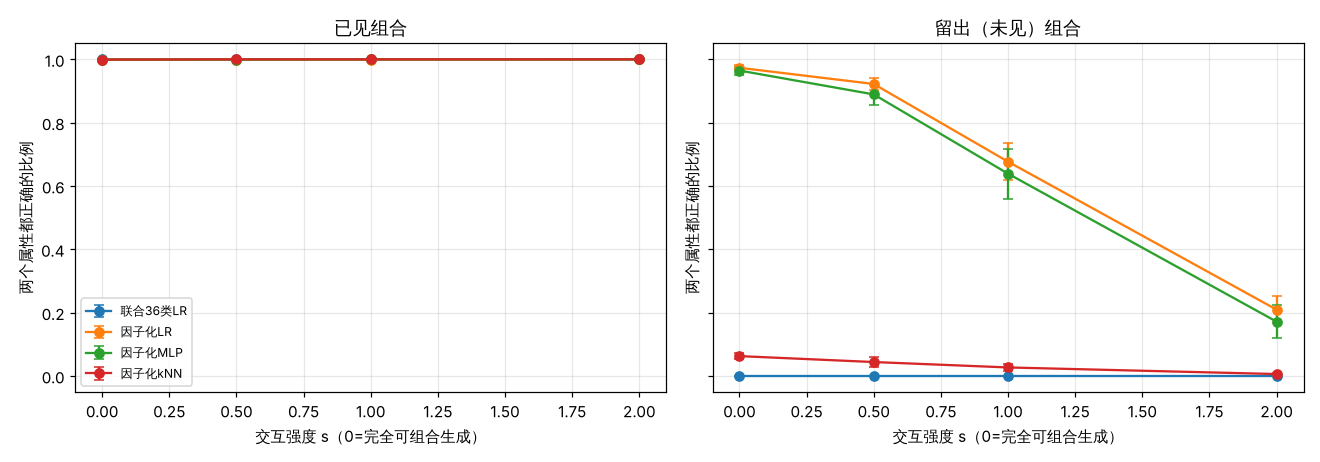 已见组合
两个属性都正确的比例
1.0
0.8
0.6
0.4
0.2
0.0
联合36类LR
因子化LR
因子化MLP
因子化kNN
0.00 0.25 0.50 0.75 1.00 1.25 1.50 1.75 2.00
交互强度 s（0=完全可组合生成）
留出（未见）组合
两个属性都正确的比例
0.00 0.25 0.50 0.75 1.00 1.25 1.50 1.75 2.00
交互强度 s（0=完全可组合生成）